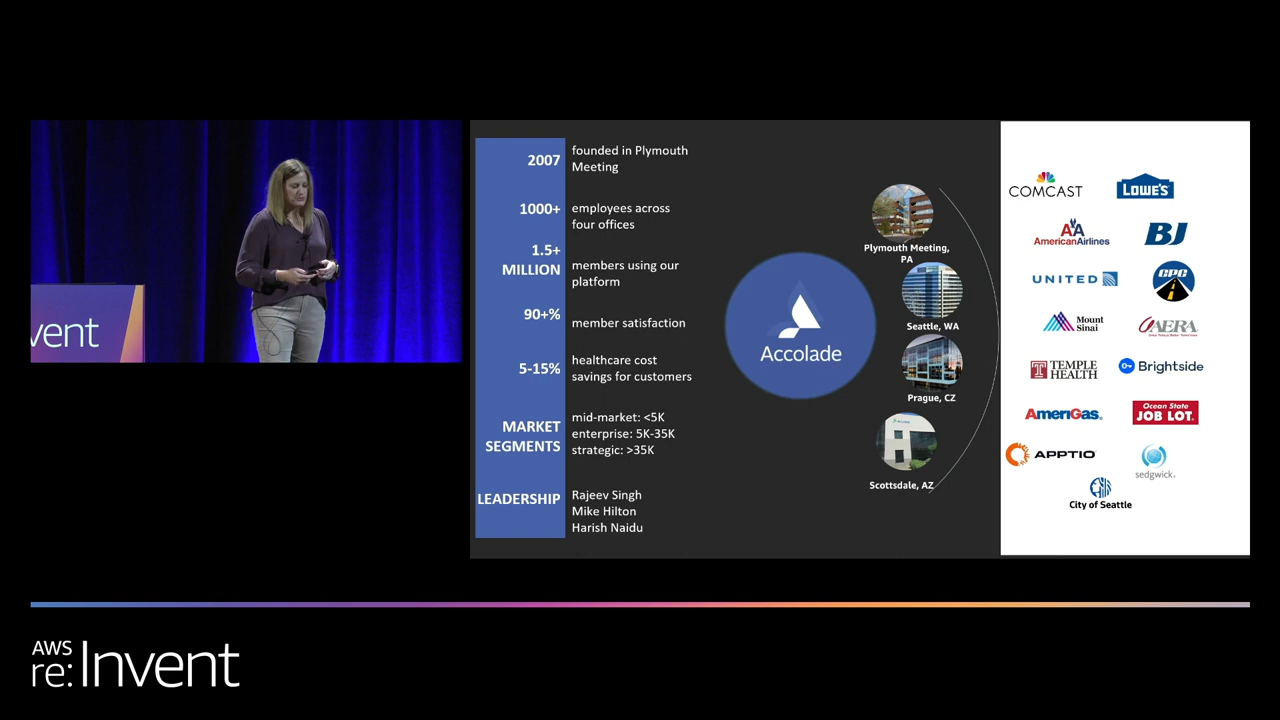 vent
2007
founded in Plymouth
Meeting
1000+
employees across
four offices
1.5+
MILLION
members using our
platform
90+%
member satisfaction
5-15%
healthcare cost
savings for customers
MARKET
SEGMENTS
mid-market: <5K
enterprise: 5K-35K
strategic: >35K
LEADERSHIP
Rajeev Singh
Mike Hilton
Harish Naidu
Accolade
Plymouth Meeting,
PA
Seattle, WA
Prague, CZ
Scottsdale, AZ
COMCAST
LOWE'S
AmericanAirlines
BJ
UNITED
CPC
Mount
Sinai
AERA
TEMPLE
HEALTH
Brightside
AmeriGas
Ocean State
JOB LOT
APPTIO
sedgwick
City of Seattle
AWS
re:Invent